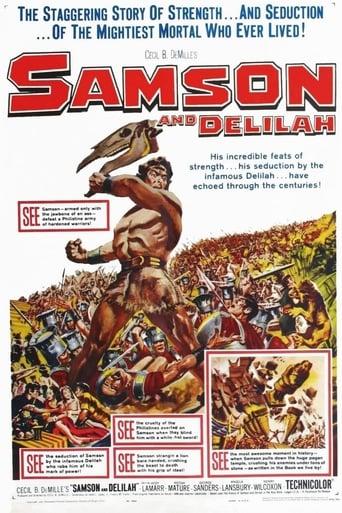 THE STAGGERING STORY OF STRENGTH...AND SEDUCTION
...OF THE MIGHTIEST MORTAL WHO EVER LIVED!
CECIL B. DEMILLE'S
SAMSON
AND DELILAH
His incredible feats of
strength...his seduction by the
infamous Delilah...have
echoed through the centuries!
SEE
Samson—armed only with
the jawbone of an ass—
defeat a Philistine army
of hardened warriors!
SEE
the cruelty of the
Philistines overlord on
Samson when they blind
him with a white-hot sword!
SEE
the seduction of Samson
by the infamous Delilah
who robs him of his
mark of power!
SEE
Samson strangle a lion
bare handed, crushing
the beast to death
with his grip of steel!
SEE
the most awesome moment in history—
when Samson pulls down the huge pagan
temple, crushing his enemies under tons of
stone—as written in the Book we live by!
CECIL B. DEMILLE'S "SAMSON AND DELILAH"
LAMARR MATURE
GEORGE SANDERS
ANGELA LANSBURY
HENRY WILCOXON
TECHNICOLOR